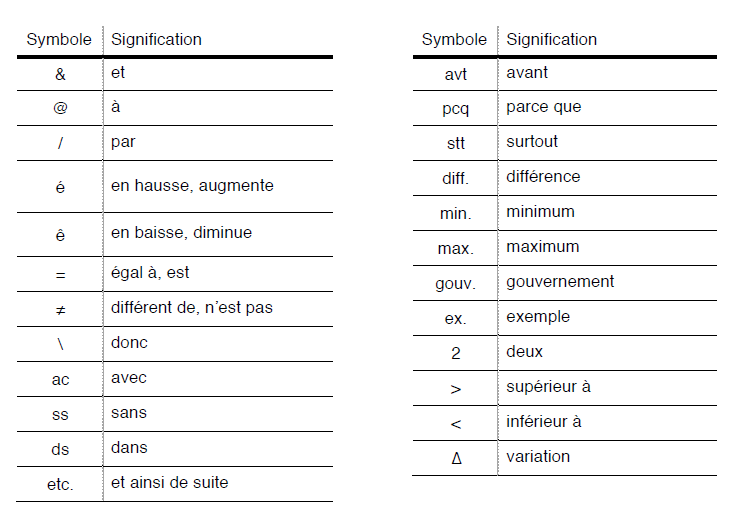 Symbole Signification
& et
@ à
/ par
é en hausse, augmente
ê en baisse, diminue
= égal à, est
≠ différent de, n’est pas
\ donc
ac avec
ss sans
ds dans
etc. et ainsi de suite
Symbole Signification
avt avant
pcq parce que
stt surtout
diff. différence
min. minimum
max. maximum
gouv. gouvernement
ex. exemple
2 deux
> supérieur à
< inférieur à
Δ variation